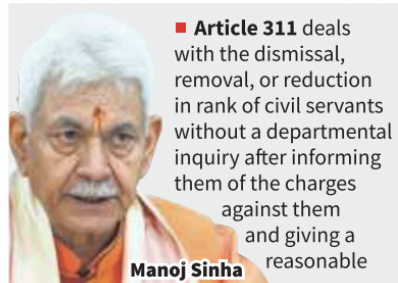 ■ Article 311 deals
with the dismissal,
removal, or reduction
in rank of civil servants
without a departmental
inquiry after informing
them of the charges
against them
and giving a
reasonable
Manoj Sinha